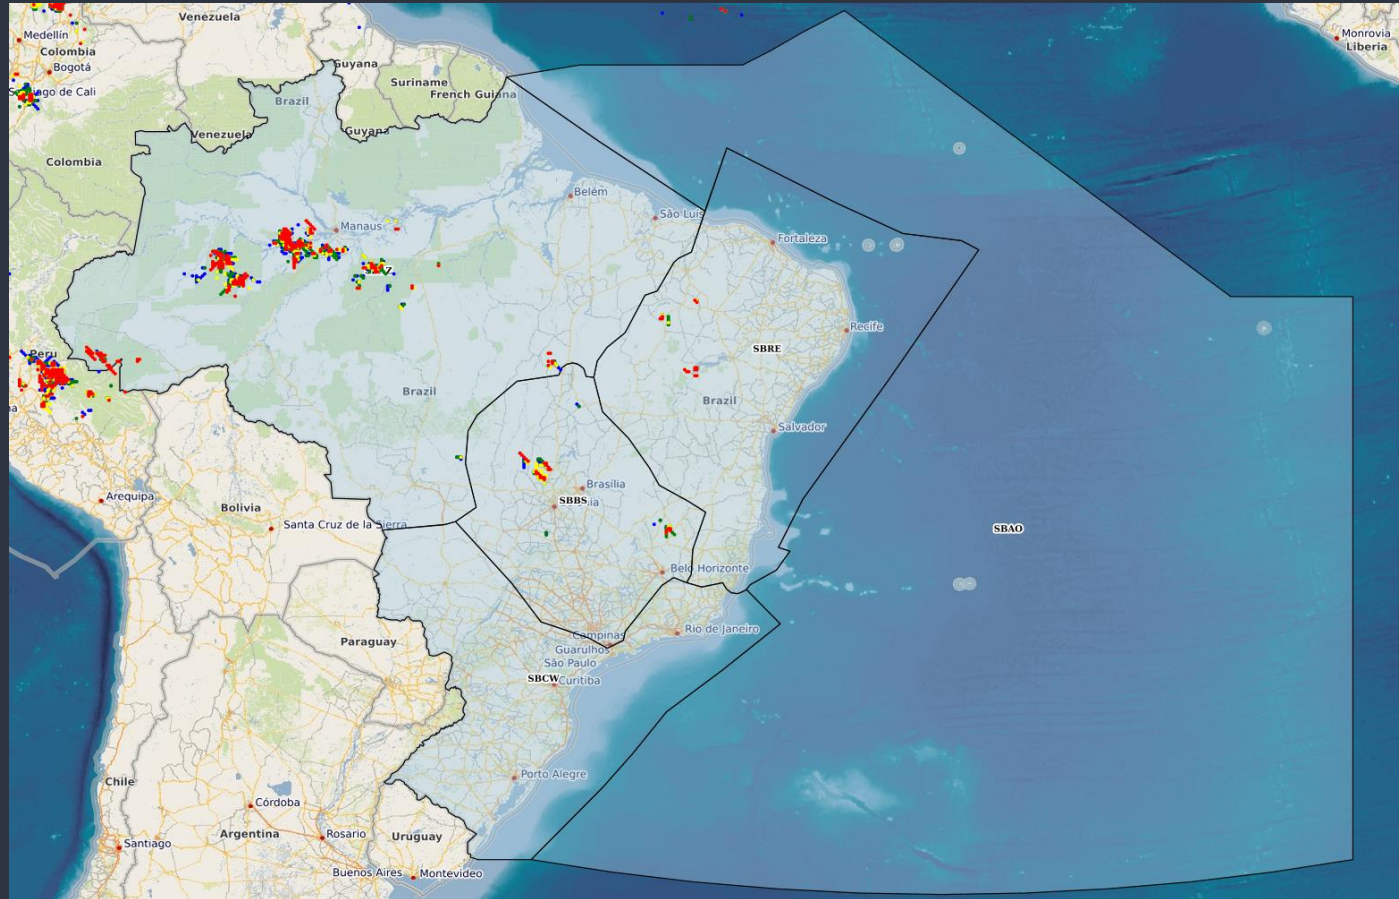 Venezuela
Medellín
Colombia
Bogotá
Guyana
Suriname
French Guiana
Monrovia
Liberia
Brazil
Venezuela
Guyana
Colombia
Belém
São Luís
Manaus
Fortaleza
Recife
Peru
SBRE
Brazil
Brazil
Salvador
Arequipa
Brasília
SBBS
Bolivia
Santa Cruz de la Sierra
SBAO
Belo Horizonte
Paraguay
Campinas
Rio de Janeiro
Guarulhos
São Paulo
SBCW
Curitiba
Chile
Porto Alegre
Córdoba
Argentina
Rosario
Uruguay
Santiago
Buenos Aires
Montevideo